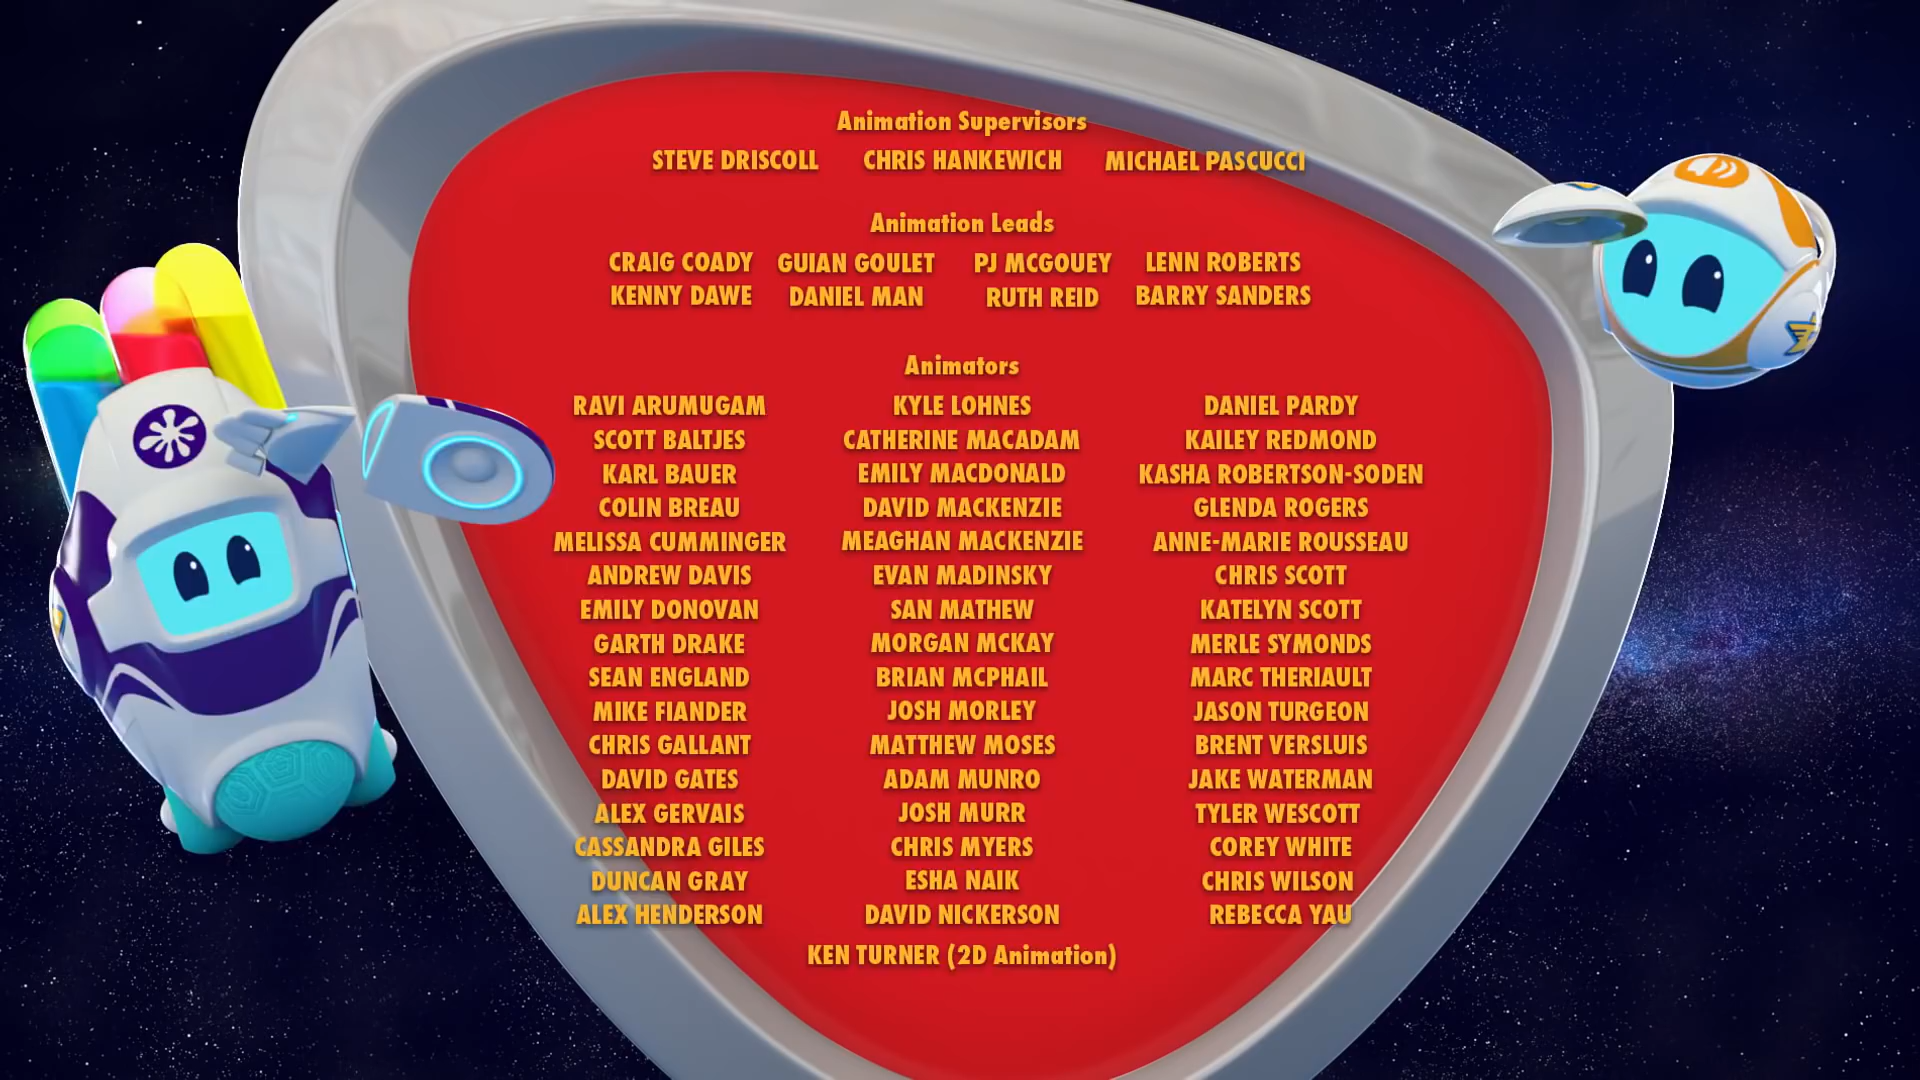 Animation Supervisors
STEVE DRISCOLL CHRIS HANKEWICH MICHAEL PASCUCCI
Animation Leads
CRAIG COADY GUIAN GOULET PJ MCGOUEY LENN ROBERTS
KENNY DAWE DANIEL MAN RUTH REID BARRY SANDERS
Animators
RAVI ARUMUGAM KYLE LOHNES DANIEL PARDY
SCOTT BALTJES CATHERINE MACADAM KAILEY REDMOND
KARL BAUER EMILY MACDONALD KASHA ROBERTSON-SODEN
COLIN BREAU DAVID MACKENZIE GLENDA ROGERS
MELISSA CUMMINGER MEAGHAN MACKENZIE ANNE-MARIE ROUSSEAU
ANDREW DAVIS EVAN MADINSKY CHRIS SCOTT
EMILY DONOVAN SAN MATHEW KATELYN SCOTT
GARTH DRAKE MORGAN MCKAY MERLE SYMONDS
SEAN ENGLAND BRIAN MCPHAIL MARC THERIAULT
MIKE FIANDER JOSH MORLEY JASON TURGEON
CHRIS GALLANT MATTHEW MOSES BRENT VERSLUIS
DAVID GATES ADAM MUNRO JAKE WATERMAN
ALEX GERVAIS JOSH MURR TYLER WESCOTT
CASSANDRA GILES CHRIS MYERS COREY WHITE
DUNCAN GRAY ESHA NAIK CHRIS WILSON
ALEX HENDERSON DAVID NICKERSON REBECCA YAU
KEN TURNER (2D Animation)